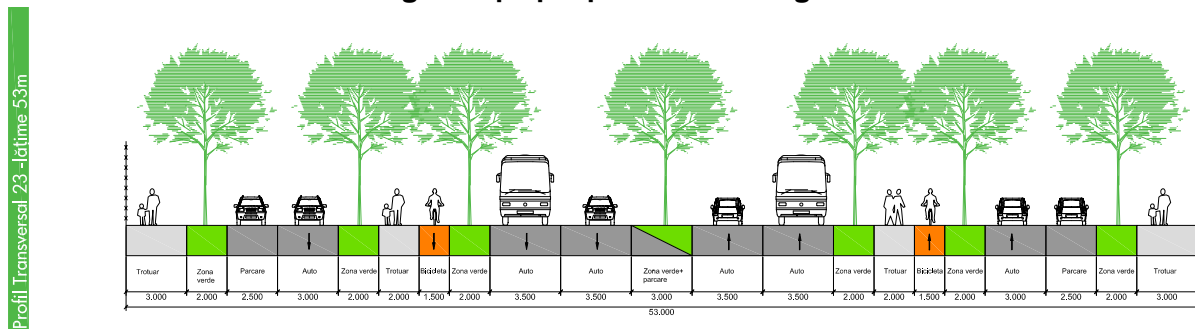 Profil Transversal 23 -lătime 53m
Trotuar
Zona
verde
Parcare
Auto
Zona verde
Trotuar
Bicicleta
Zona verde
Auto
Auto
Zona verde+
parcare
Auto
Auto
Zona verde
Trotuar
Bicicleta
Zona verde
Auto
Parcare
Zona verde
Trotuar
3.000 2.000 2.500 3.000 2.000 2.000 1.500 2.000 3.500 3.500 3.000 3.500 3.500 2.000 2.000 1.500 2.000 3.000 2.500 2.000 3.000
53.000